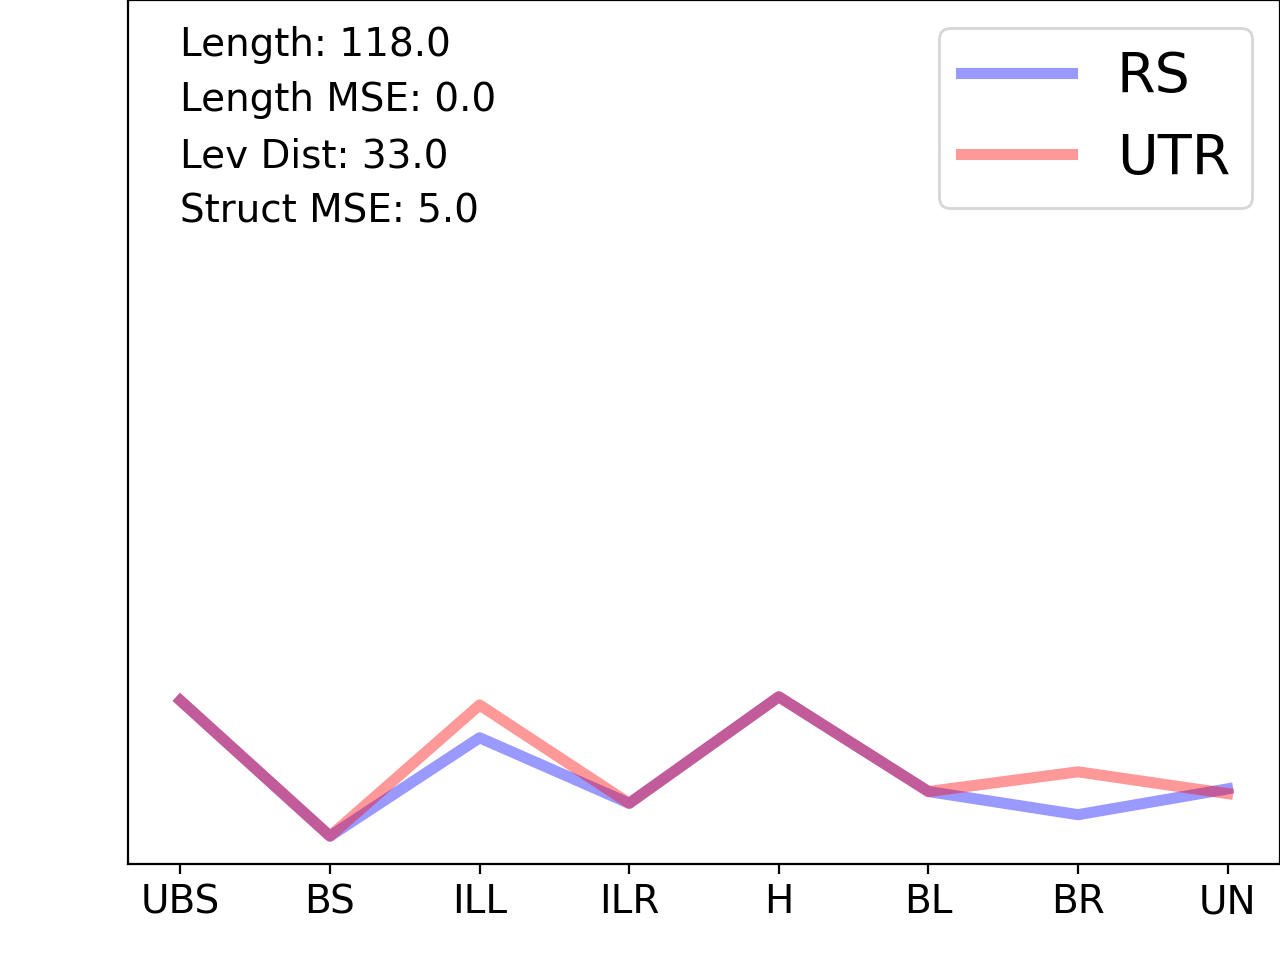 Length: 118.0
Length MSE: 0.0
Lev Dist: 33.0
Struct MSE: 5.0
RS
UTR
UBS BS ILL ILR H BL BR UN